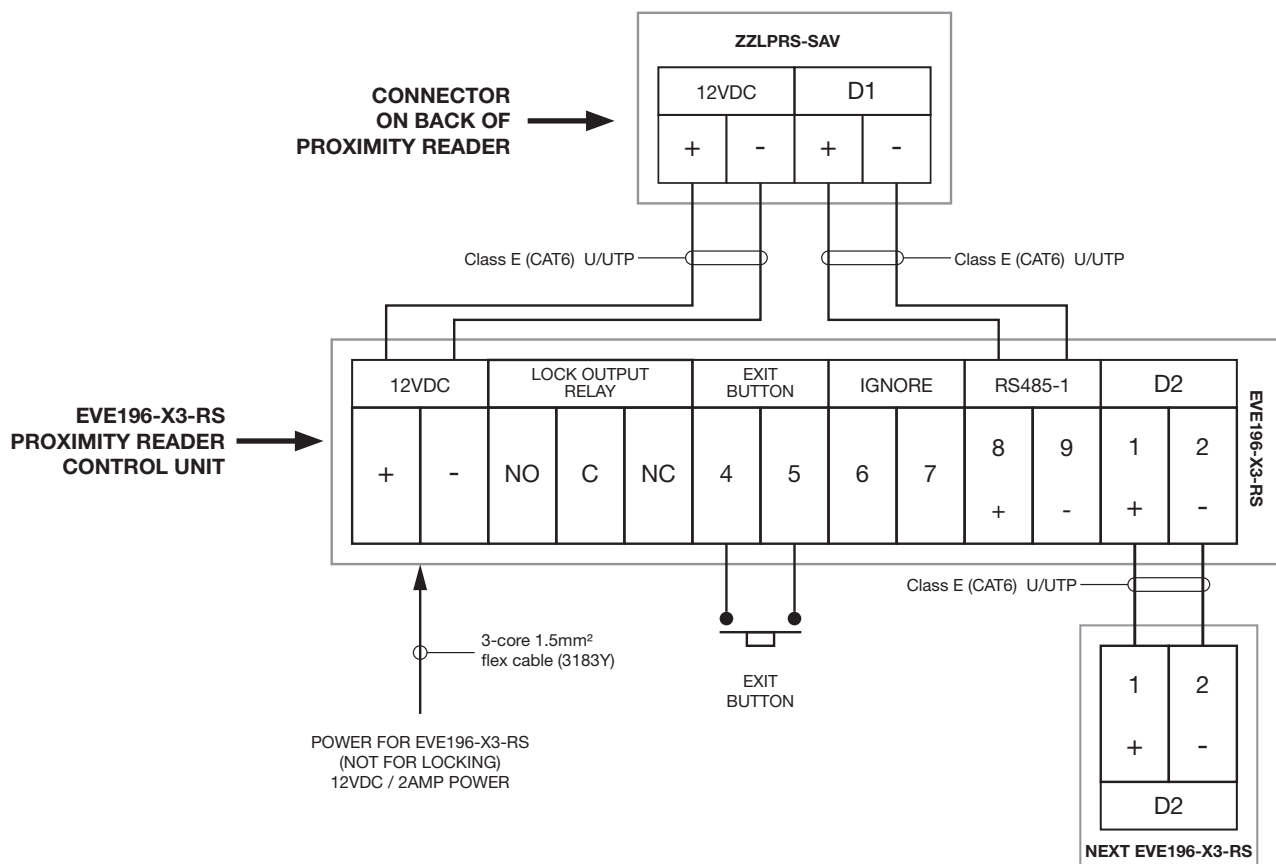 ZZLPRS-SAV
12VDC
D1
+
-
+
-
CONNECTOR
ON BACK OF
PROXIMITY READER
Class E (CAT6) U/UTP
Class E (CAT6) U/UTP
EVE196-X3-RS
PROXIMITY READER
CONTROL UNIT
12VDC
LOCK OUTPUT
RELAY
EXIT
BUTTON
IGNORE
RS485-1
D2
+
-
NO
C
NC
4
5
6
7
8
+
9
-
1
+
2
-
EVE196-X3-RS
Class E (CAT6) U/UTP
3-core 1.5mm²
flex cable (3183Y)
EXIT
BUTTON
POWER FOR EVE196-X3-RS
(NOT FOR LOCKING)
12VDC / 2AMP POWER
1
+
2
-
D2
NEXT EVE196-X3-RS